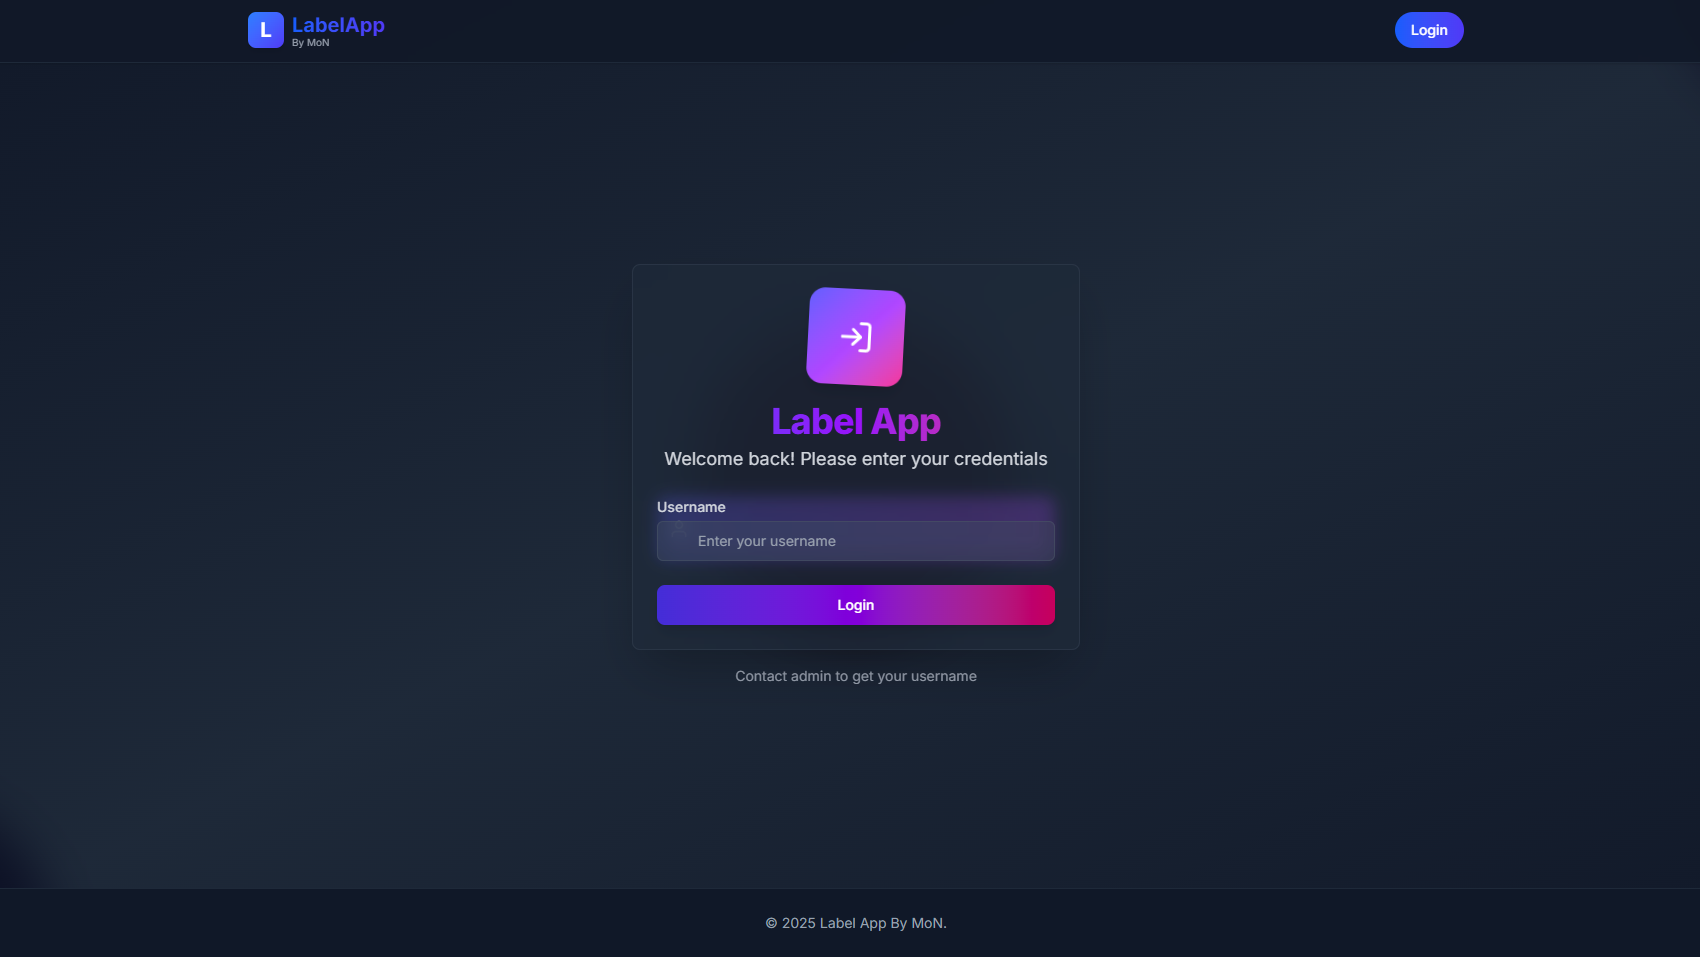 L
LabelApp
By MoN
Login
Label App
Welcome back! Please enter your credentials
Username
Enter your username
Login
Contact admin to get your username
© 2025 Label App By MoN.